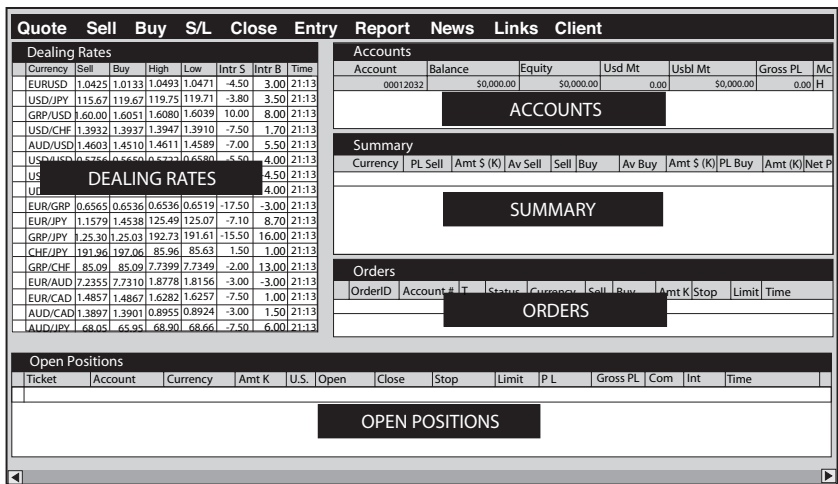 Quote Sell Buy S/L Close Entry Report News Links Client
Dealing Rates
Currency Sell Buy High Low Intr S Intr B Time
EURUSD 1.0425 1.0133 1.0493 1.0471 -4.50 3.00 21:13
USD/JPY 115.67 119.67 119.75 119.71 -3.80 3.50 21:13
GRP/USD 1.60.00 1.6051 1.6080 1.6039 10.00 8.00 21:13
USD/CHF 1.3932 1.3937 1.3947 1.3910 -7.50 1.70 21:13
AUD/USD 1.4603 1.4510 1.4611 1.4589 -7.00 5.50 21:13
4.00 21:13
-4.50 21:13
4.00 21:13
DEALING RATES
EUR/GRP 0.6565 0.6536 0.6536 0.6519 -17.50 -3.00 21:13
EUR/JPY 1.1579 1.4538 125.49 125.07 -7.10 8.70 21:13
GRP/JPY 1.25.30 1.25.03 192.73 191.61 -15.50 16.00 21:13
CHF/JPY 191.96 197.06 85.96 85.63 1.50 1.00 21:13
GRP/CHF 85.09 85.09 7.7399 7.7349 -2.00 13.00 21:13
EUR/AUD 7.2355 7.7310 1.8778 1.8156 -3.00 -3.00 21:13
EUR/CAD 1.4857 1.4867 1.6282 1.6257 -7.50 1.00 21:13
AUD/CAD 1.3897 1.3901 0.8955 0.8924 -3.00 1.50 21:13
AUD/JPY 68.05 65.95 68.90 68.66 -7.50 6.00 21:13
Accounts
Account Balance Equity Usd Mt Usbl Mt Gross PL Mc
00012032 $0,000.00 $0,000.00 0.00 $0,000.00 0.00 H
ACCOUNTS
Summary
Currency PL Sell Amt $ (K) Av Sell Sell Buy Av Buy Amt $ (K) PL Buy Amt (K) Net P
SUMMARY
Orders
OrderID Account # T Status Currency Sell Buy Amt K Stop Limit Time
ORDERS
Open Positions
Ticket Account Currency Amt K U.S. Open Close Stop Limit P L Gross PL Com Int Time
OPEN POSITIONS